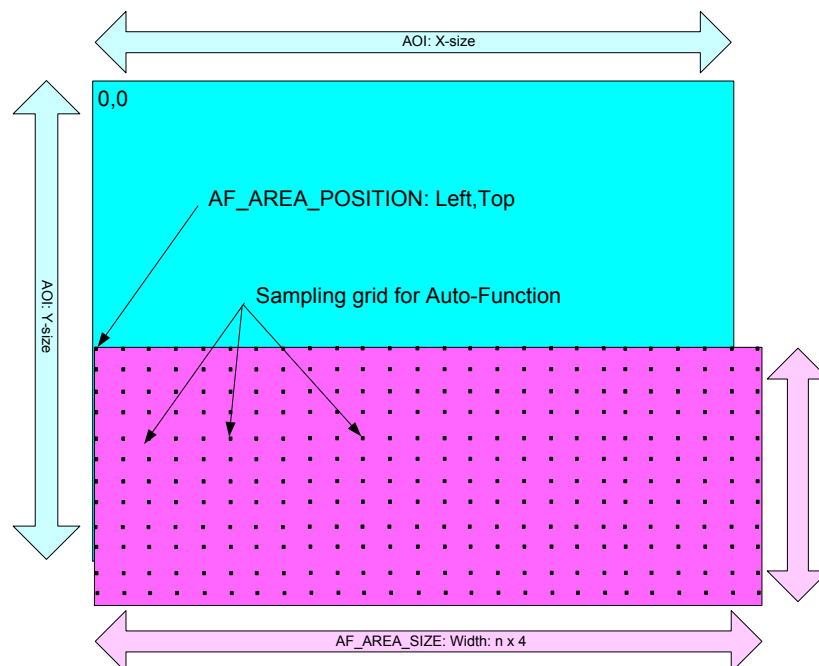 AOI: X-size
0,0
AF_AREA_POSITION: Left,Top
AOI: Y-size
Sampling grid for Auto-Function
AF_AREA_SIZE: Width: n x 4